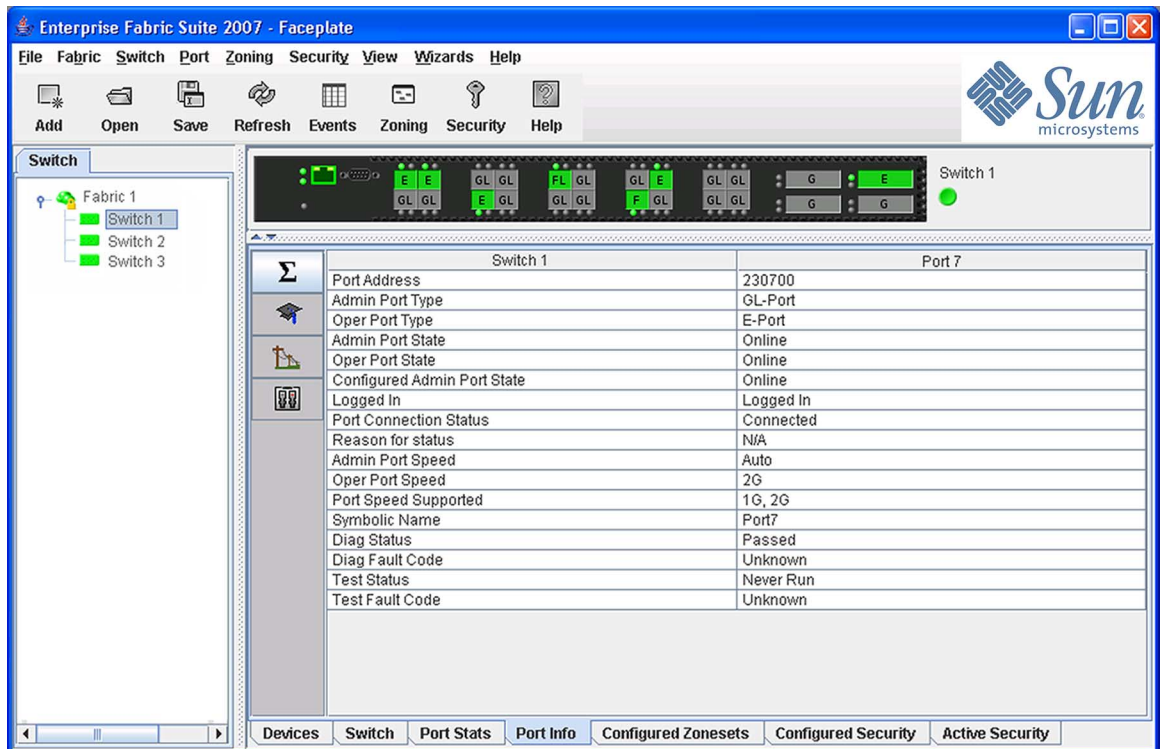 Enterprise Fabric Suite 2007 - Faceplate
File Fabric Switch Port Zoning Security View Wizards Help
Add Open Save Refresh Events Zoning Security Help
Sun
microsystems
Switch
Fabric 1
Switch 1
Switch 2
Switch 3
E E GL GL FL GL GL E GL GL G E
GL GL E GL GL GL F GL GL GL G G
Switch 1
Switch 1 Port 7
Port Address 230700
Admin Port Type GL-Port
Oper Port Type E-Port
Admin Port State Online
Oper Port State Online
Configured Admin Port State Online
Logged In Logged In
Port Connection Status Connected
Reason for status N/A
Admin Port Speed Auto
Oper Port Speed 2G
Port Speed Supported 1G, 2G
Symbolic Name Port7
Diag Status Passed
Diag Fault Code Unknown
Test Status Never Run
Test Fault Code Unknown
Devices Switch Port Stats Port Info Configured Zonesets Configured Security Active Security